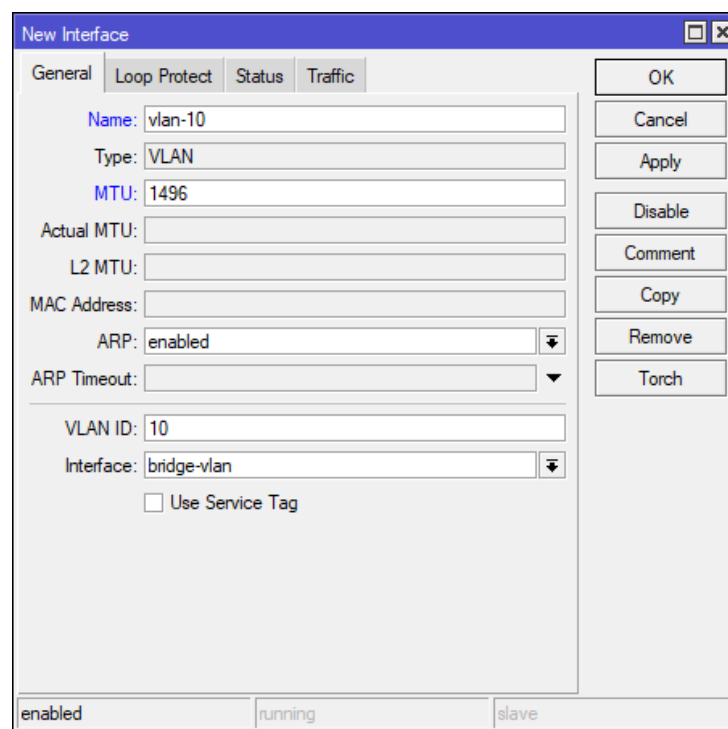 New Interface
General Loop Protect Status Traffic
OK
Name: vlan-10
Cancel
Type: VLAN
Apply
MTU: 1496
Actual MTU:
Disable
L2 MTU:
Comment
MAC Address:
Copy
ARP: enabled
Remove
ARP Timeout:
Torch
VLAN ID: 10
Interface: bridge-vlan
Use Service Tag
enabled running slave